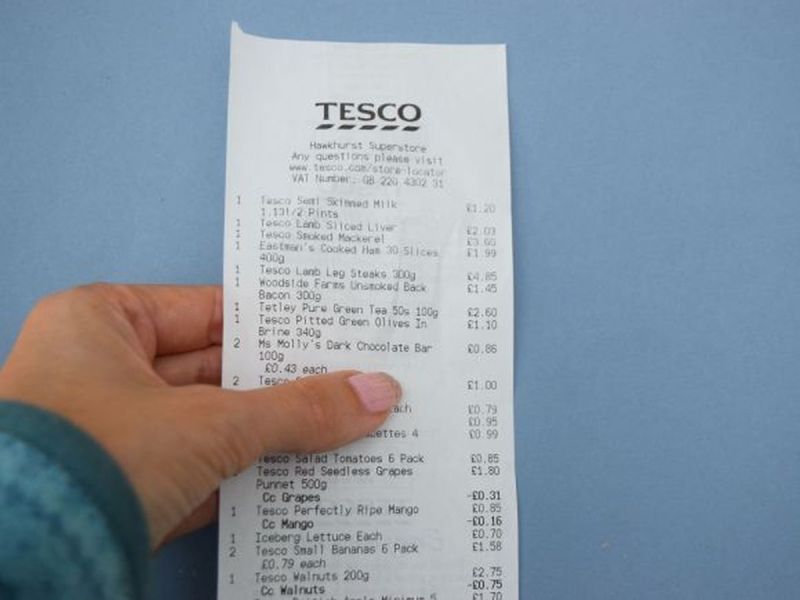 TESCO
Hawkhurst Superstore
Any questions please visit
www.tesco.com/store-locator
VAT Number: GB 220 4302 31
1 Tesco Semi Skimmed Milk £1.20
1.13l/2 Pints
1 Tesco Lamb Sliced Liver £2.03
1 Tesco Smoked Mackerel £3.60
1 Eastman's Cooked Ham 30 Slices £1.99
400g
1 Tesco Lamb Leg Steaks 300g £4.85
1 Woodside Farms Unsmoked Back £1.45
Bacon 300g
1 Tetley Pure Green Tea 50s 100g £2.60
1 Tesco Pitted Green Olives In £1.10
Brine 340g
2 Ms Molly's Dark Chocolate Bar £0.86
100g
£0.43 each
2 Tesco £1.00
£0.79
£0.95
4 £0.99
Tesco Salad Tomatoes 6 Pack £0.85
Tesco Red Seedless Grapes £1.80
Punnet 500g
Cc Grapes -£0.31
1 Tesco Perfectly Ripe Mango £0.85
Cc Mango -£0.16
1 Iceberg Lettuce Each £0.70
2 Tesco Small Bananas 6 Pack £1.58
£0.79 each
1 Tesco Walnuts 200g £2.75
Cc Walnuts -£0.75
£1.70